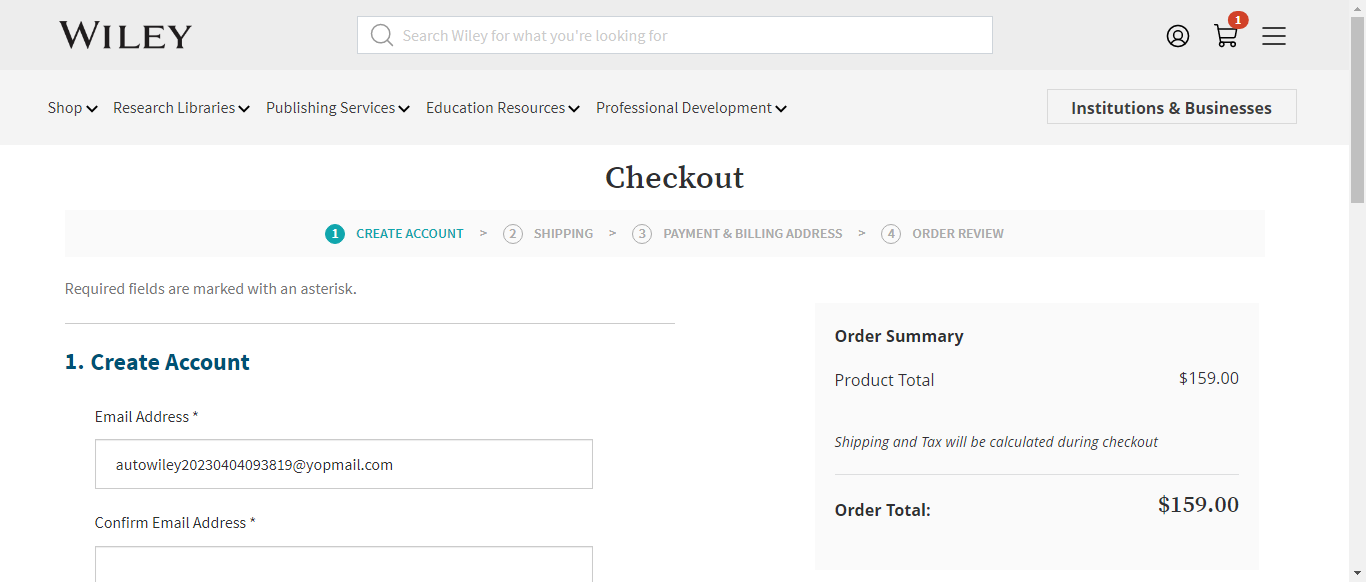 WILEY
Search Wiley for what you're looking for
1
Shop Research Libraries Publishing Services Education Resources Professional Development
Institutions & Businesses
Checkout
1 CREATE ACCOUNT > 2 SHIPPING > 3 PAYMENT & BILLING ADDRESS > 4 ORDER REVIEW
Required fields are marked with an asterisk.
1. Create Account
Email Address *
autowiley20230404093819@yopmail.com
Confirm Email Address *
Order Summary
Product Total $159.00
Shipping and Tax will be calculated during checkout
Order Total: $159.00